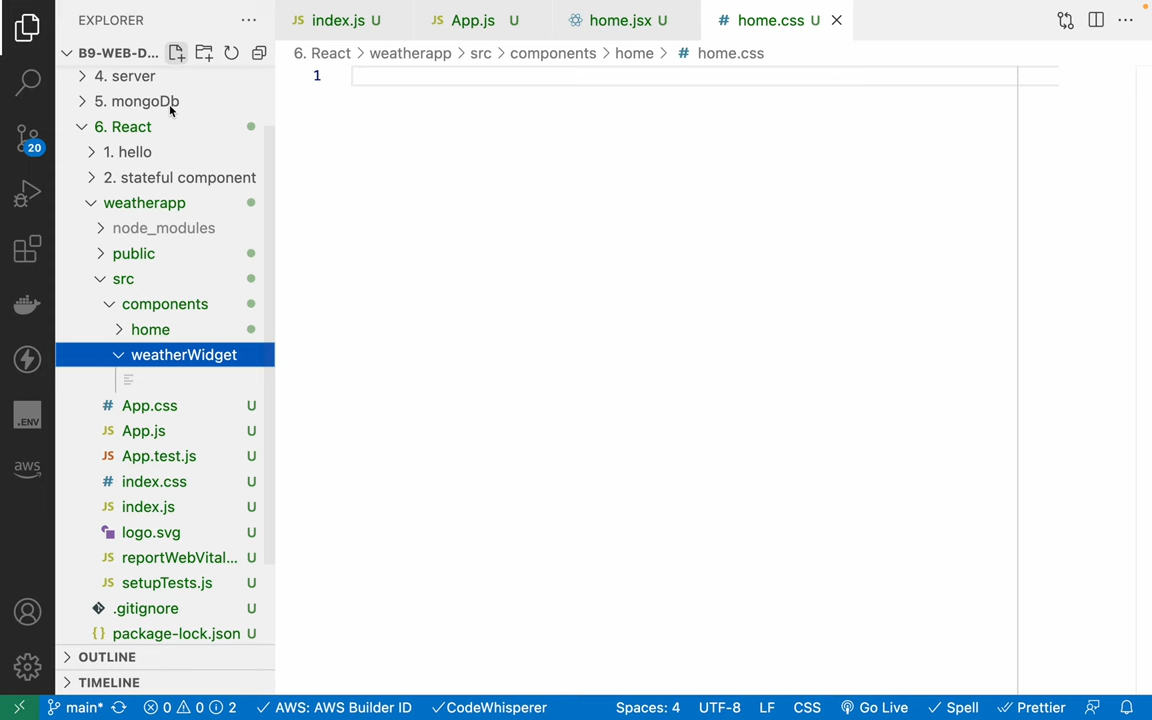 EXPLORER
index.js U
App.js U
home.jsx U
# home.css U
B9-WEB-D...
6. React > weatherapp > src > components > home > # home.css
4. server
1
5. mongoDb
6. React
20
1. hello
2. stateful component
weatherapp
node_modules
public
src
components
home
weatherWidget
# App.css U
JS App.js U
.ENV
JS App.test.js U
aws
# index.css U
JS index.js U
logo.svg U
JS reportWebVital... U
JS setupTests.js U
.gitignore U
{} package-lock.json U
OUTLINE
TIMELINE
main* 0 0 2 AWS: AWS Builder ID CodeWhisperer Spaces: 4 UTF-8 LF CSS Go Live Spell Prettier